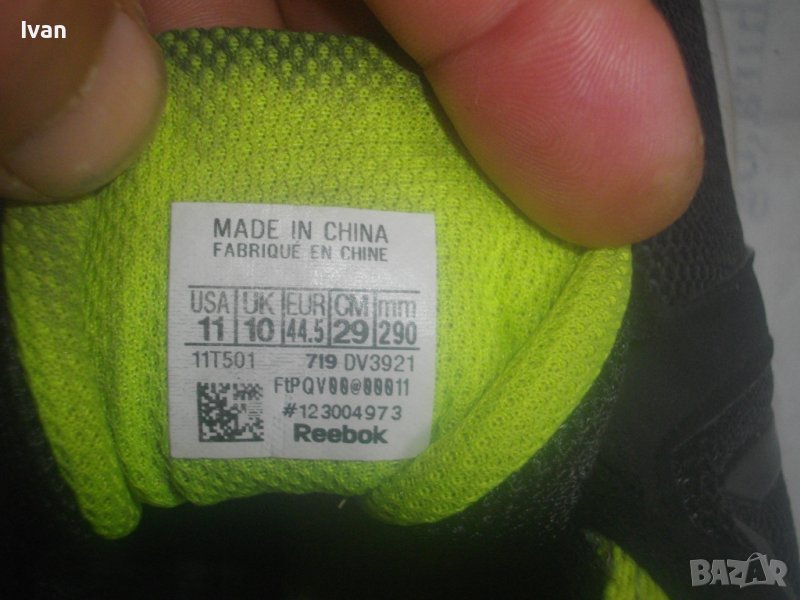 Ivan
MADE IN CHINA
FABRIQUÉ EN CHINE
USA UK EUR CM mm
11 10 44.5 29 290
11T501 719 DV3921
FtPQV00@00011
#123004973
Reebok
BAZAR